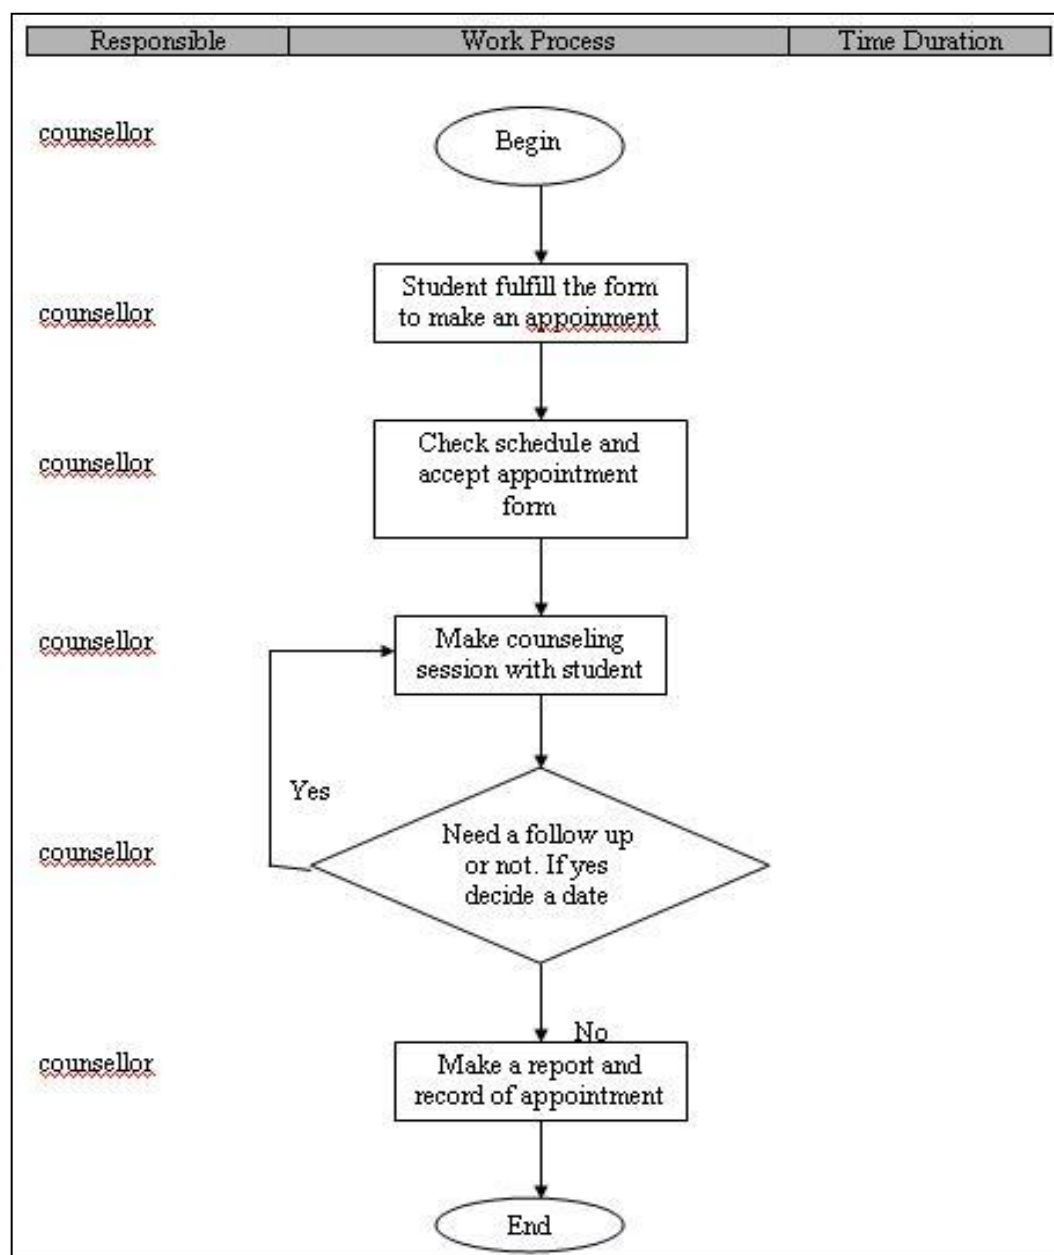 Responsible Work Process Time Duration
counsellor
Begin
counsellor
Student fulfill the form
to make an appoinment
counsellor
Check schedule and
accept appointment
form
counsellor
Make counseling
session with student
Yes
counsellor
Need a follow up
or not. If yes
decide a date
No
counsellor
Make a report and
record of appointment
End